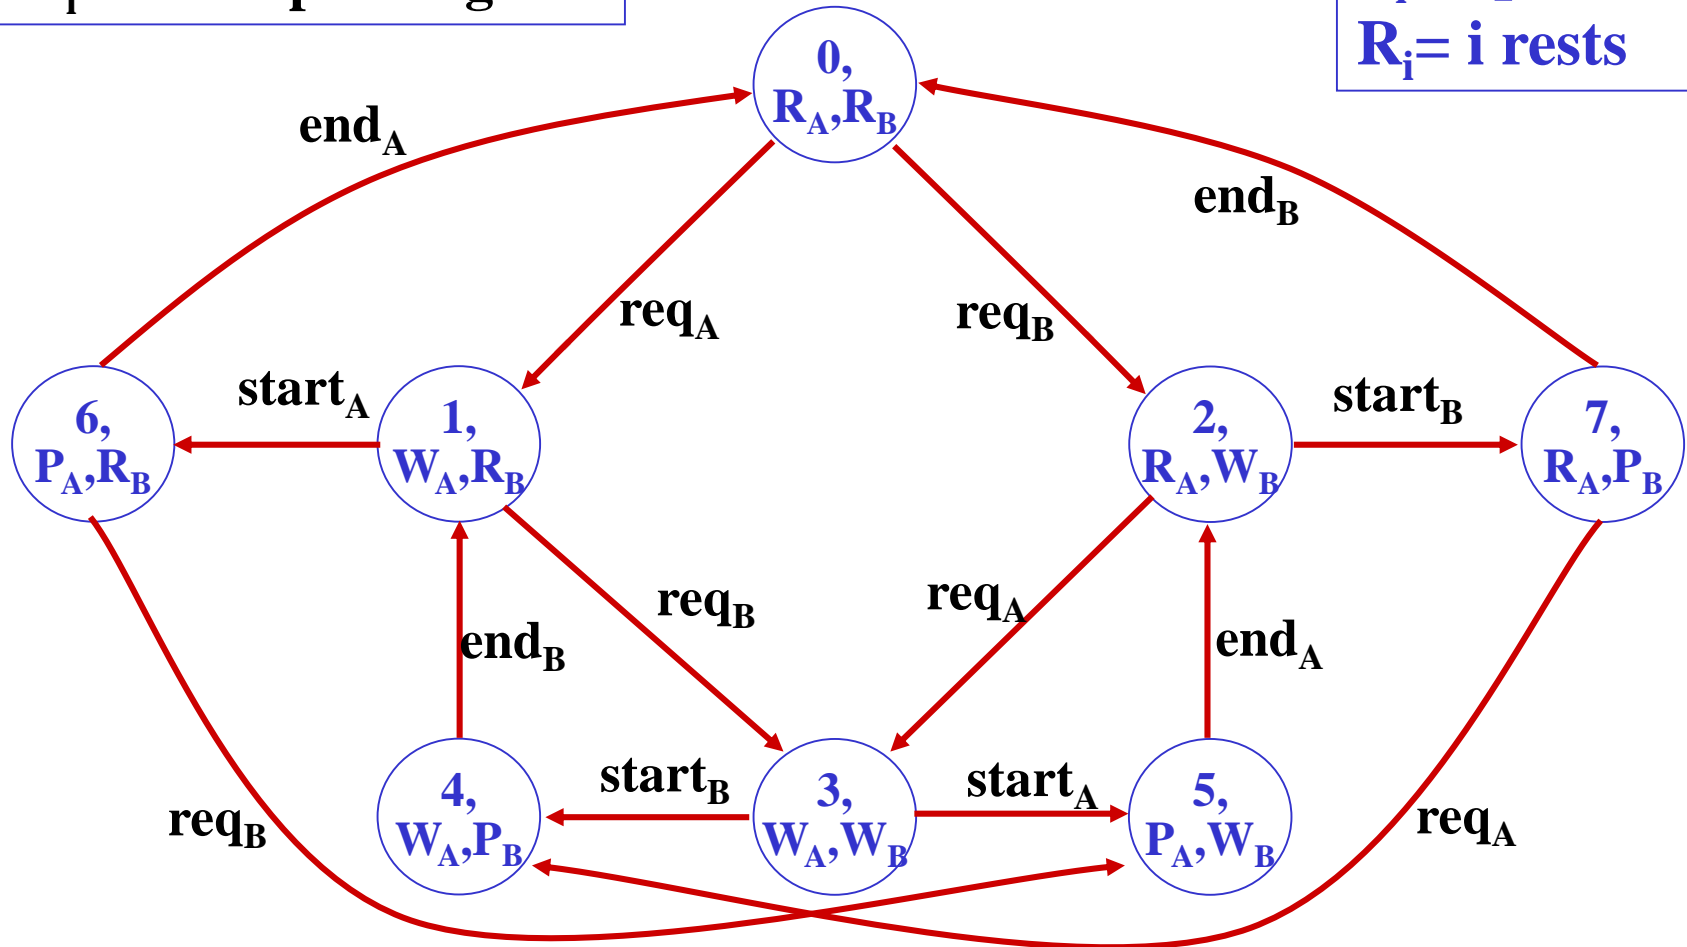 R_i= i rests
0,
R_A,R_B
end_A
end_B
req_A
req_B
start_A
start_B
6,
P_A,R_B
1,
W_A,R_B
2,
R_A,W_B
7,
R_A,P_B
req_B
req_A
end_B
end_A
start_B
start_A
4,
W_A,P_B
3,
W_A,W_B
5,
P_A,W_B
req_B
req_A